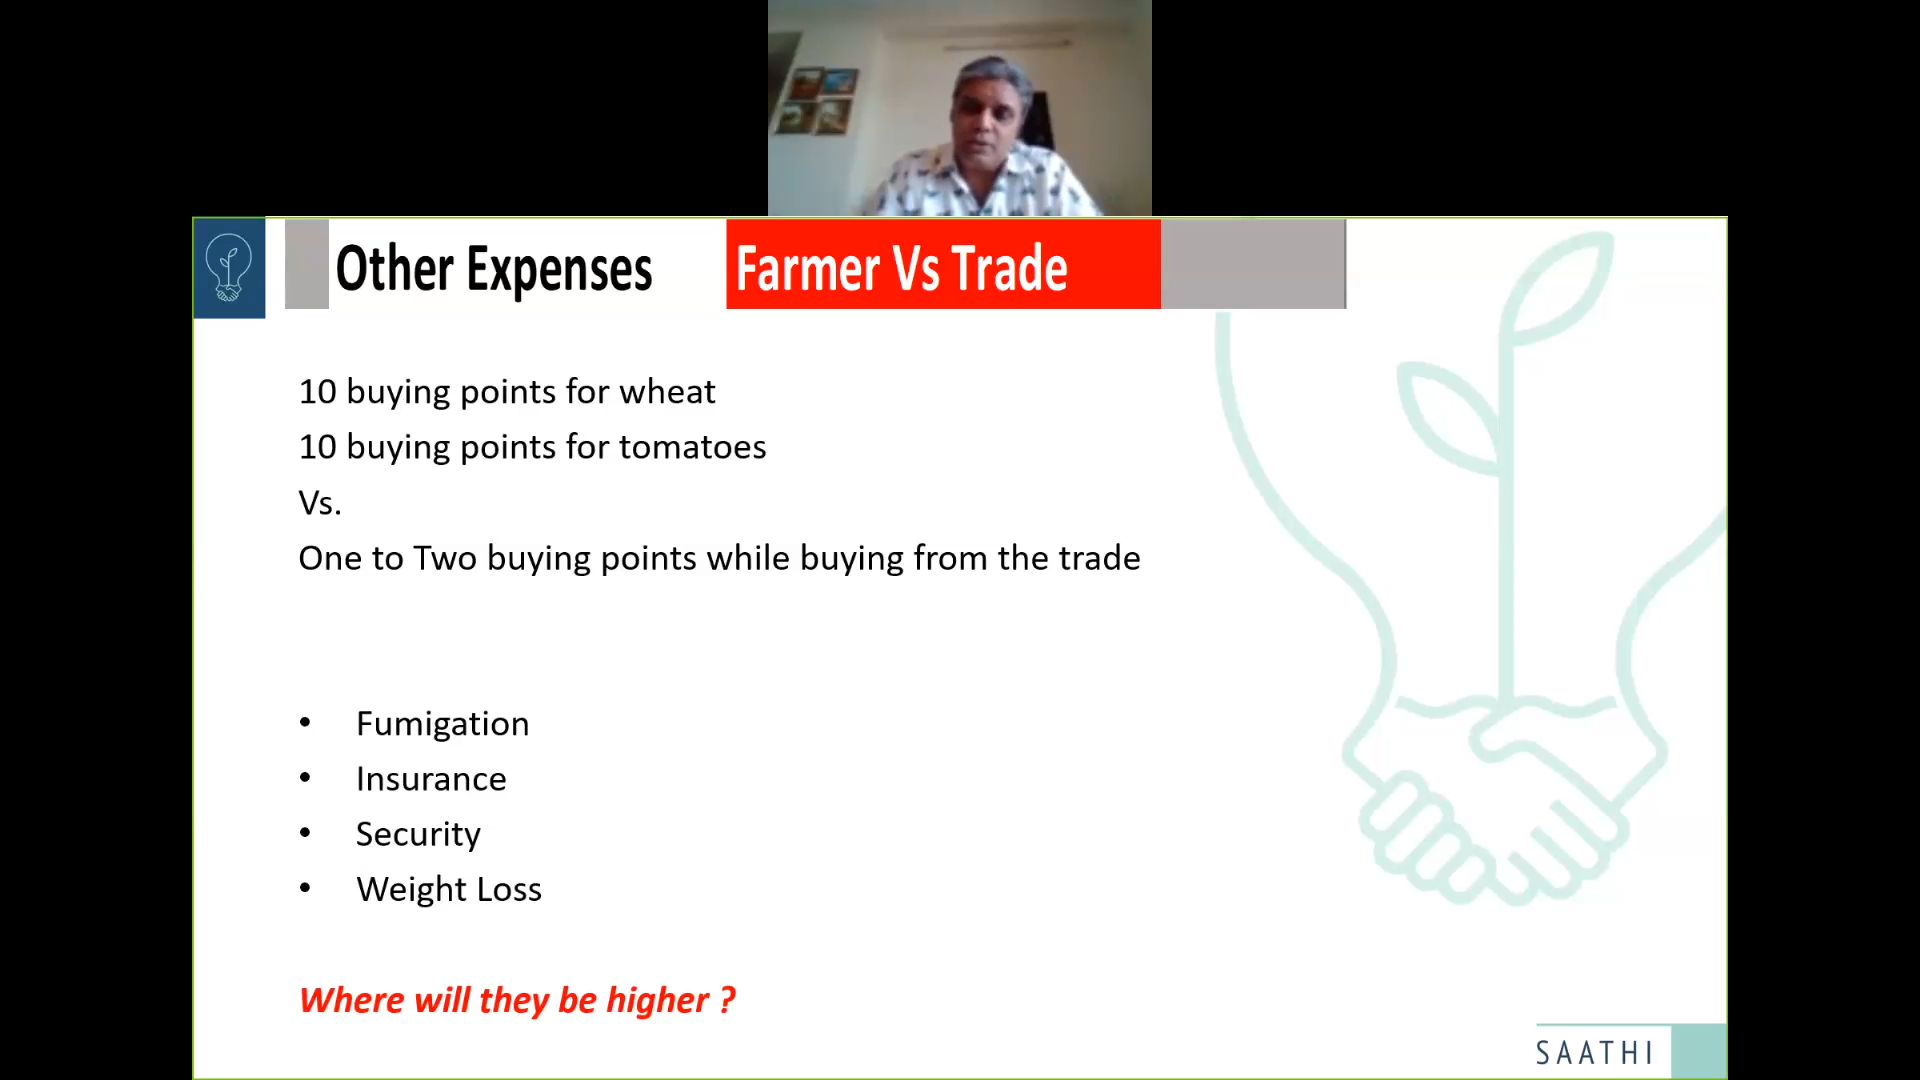 Other Expenses Farmer Vs Trade
10 buying points for wheat
10 buying points for tomatoes
Vs.
One to Two buying points while buying from the trade
• Fumigation
• Insurance
• Security
• Weight Loss
Where will they be higher ?
SAATHI